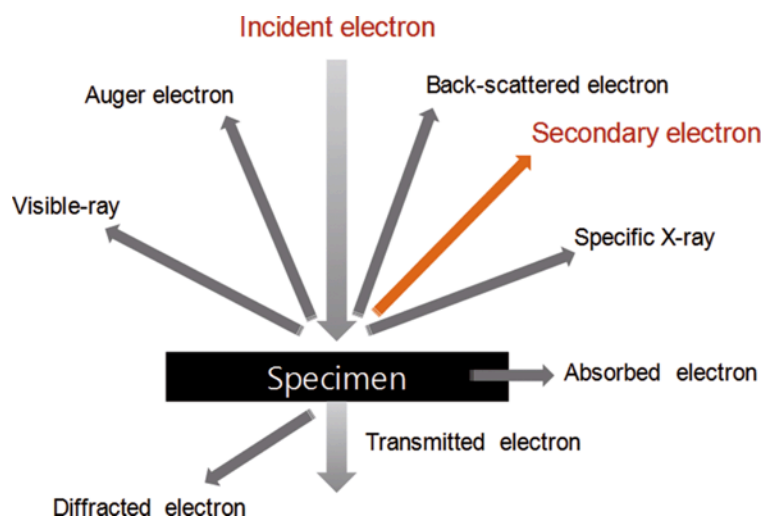 Incident electron
Auger electron
Back-scattered electron
Secondary electron
Visible-ray
Specific X-ray
Specimen
Absorbed electron
Transmitted electron
Diffracted electron